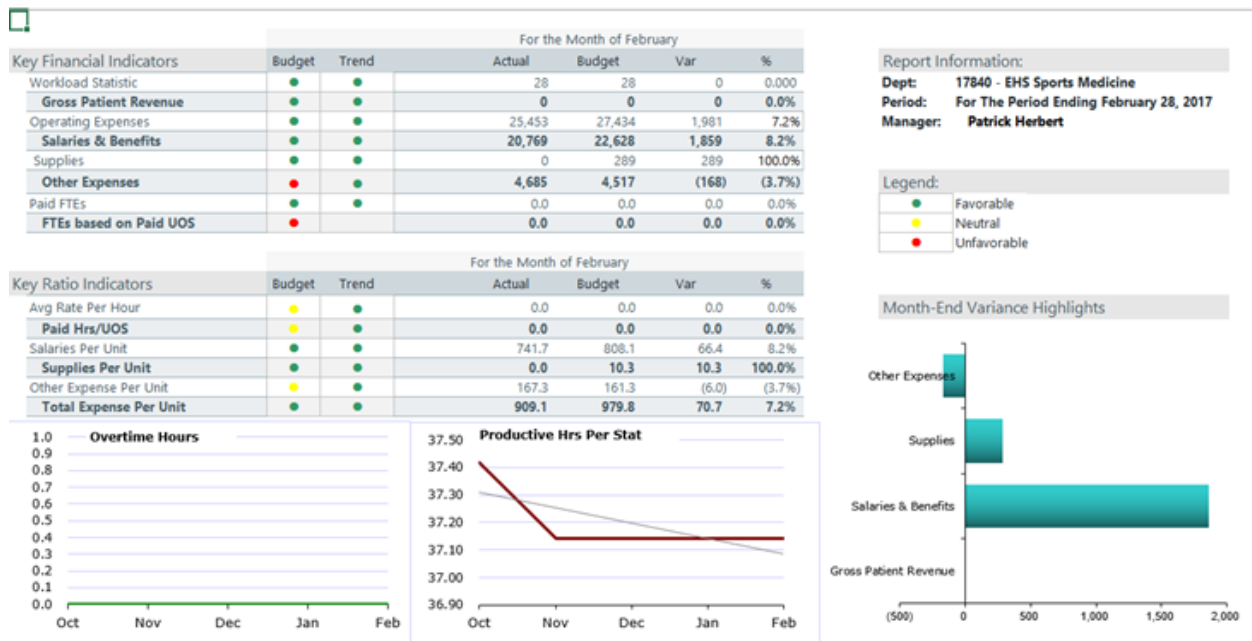 For the Month of February
Key Financial Indicators Budget Trend Actual Budget Var %
Workload Statistic 28 28 0 0.000
Gross Patient Revenue 0 0 0 0.0%
Operating Expenses 25,453 27,434 1,981 7.2%
Salaries & Benefits 20,769 22,628 1,859 8.2%
Supplies 0 289 289 100.0%
Other Expenses 4,685 4,517 (168) (3.7%)
Paid FTEs 0.0 0.0 0.0 0.0%
FTEs based on Paid UOS 0.0 0.0 0.0 0.0%
Report Information:
Dept: 17840 - EHS Sports Medicine
Period: For The Period Ending February 28, 2017
Manager: Patrick Herbert
Legend:
Favorable
Neutral
Unfavorable
For the Month of February
Key Ratio Indicators Budget Trend Actual Budget Var %
Avg Rate Per Hour 0.0 0.0 0.0 0.0%
Paid Hrs/UOS 0.0 0.0 0.0 0.0%
Salaries Per Unit 741.7 808.1 66.4 8.2%
Supplies Per Unit 0.0 10.3 10.3 100.0%
Other Expense Per Unit 167.3 161.3 (6.0) (3.7%)
Total Expense Per Unit 909.1 979.8 70.7 7.2%
Overtime Hours
1.0
0.9
0.8
0.7
0.6
0.5
0.4
0.3
0.2
0.1
0.0
Oct Nov Dec Jan Feb
Productive Hrs Per Stat
37.50
37.40
37.30
37.20
37.10
37.00
36.90
Oct Nov Dec Jan Feb
Month-End Variance Highlights
Other Expenses
Supplies
Salaries & Benefits
Gross Patient Revenue
(500) 0 500 1,000 1,500 2,000